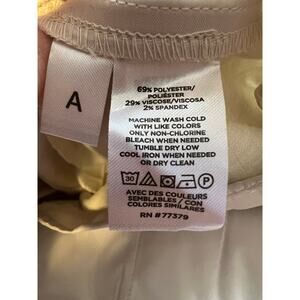 A
69% POLYESTER/
POLIÉSTER
29% VISCOSE/VISCOSA
2% SPANDEX
MACHINE WASH COLD
WITH LIKE COLORS
ONLY NON-CHLORINE
BLEACH WHEN NEEDED
TUMBLE DRY LOW
COOL IRON WHEN NEEDED
OR DRY CLEAN
30 P
AVEC DES COULEURS
SEMBLABLES / CON
COLORES SIMILARES
RN #77379